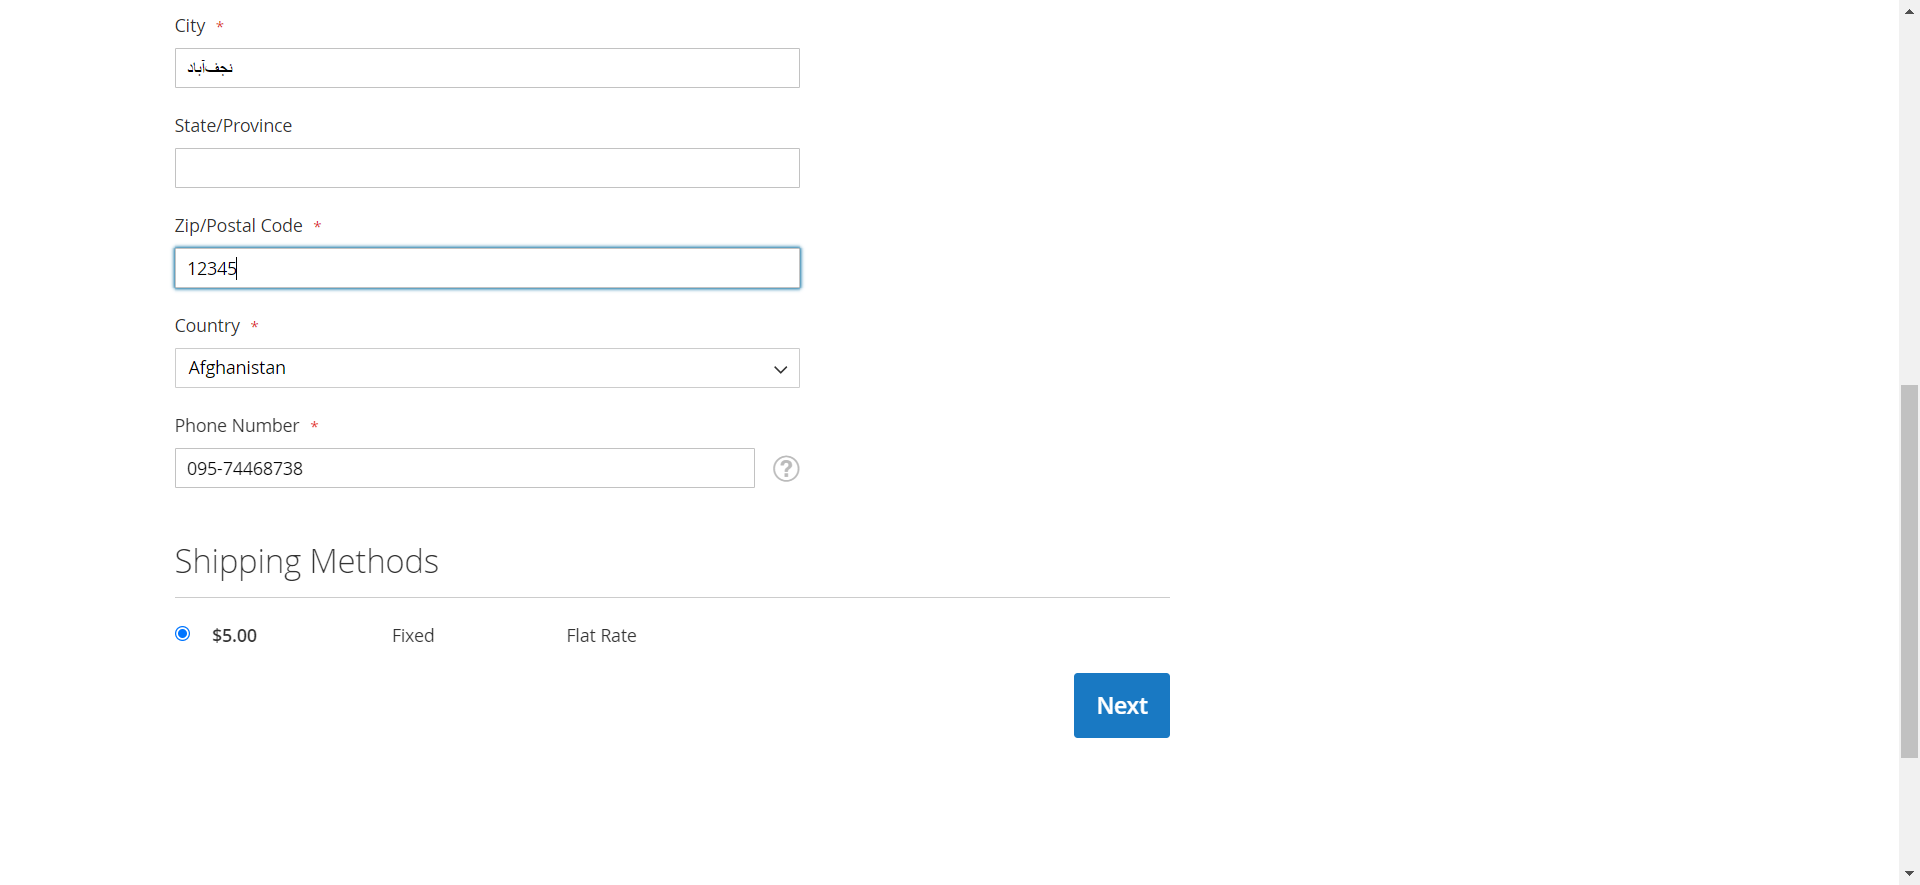 City *
نجف‌آباد
State/Province
Zip/Postal Code *
12345
Country *
Afghanistan
Phone Number *
095-74468738
?
Shipping Methods
$5.00 Fixed Flat Rate
Next